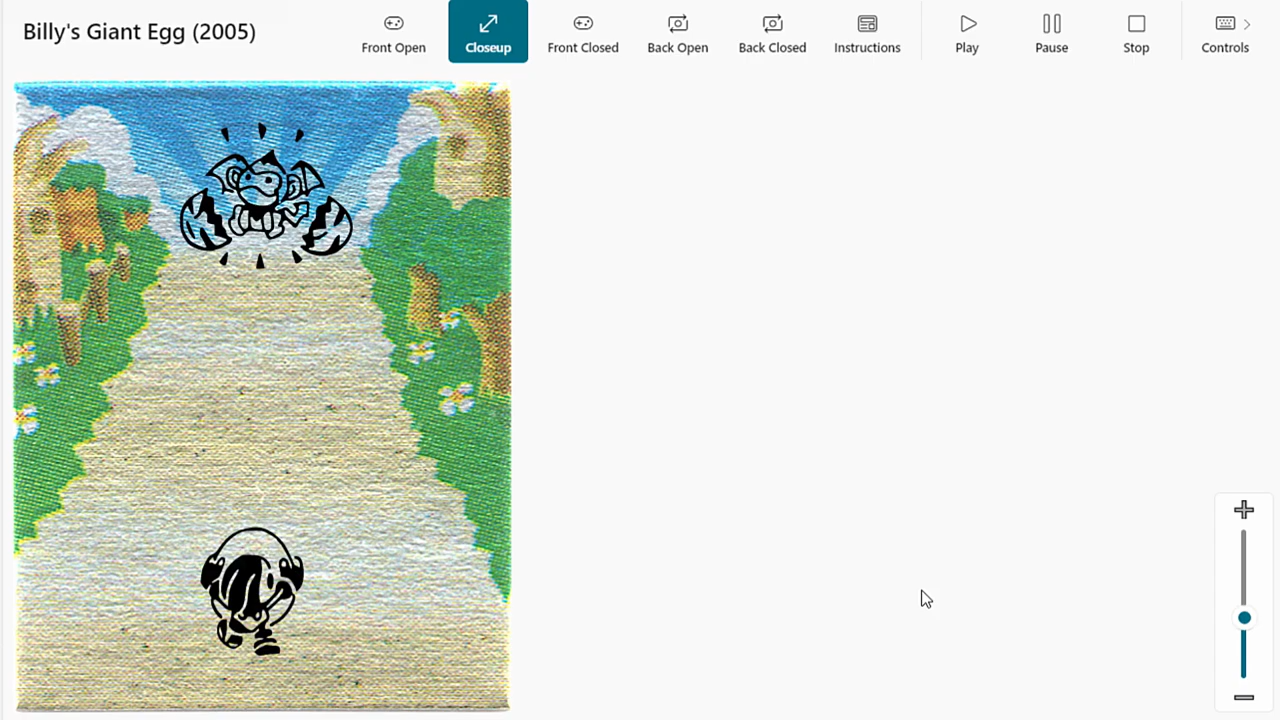 Billy's Giant Egg (2005)
Front Open
Closeup
Front Closed
Back Open
Back Closed
Instructions
Play
Pause
Stop
Controls